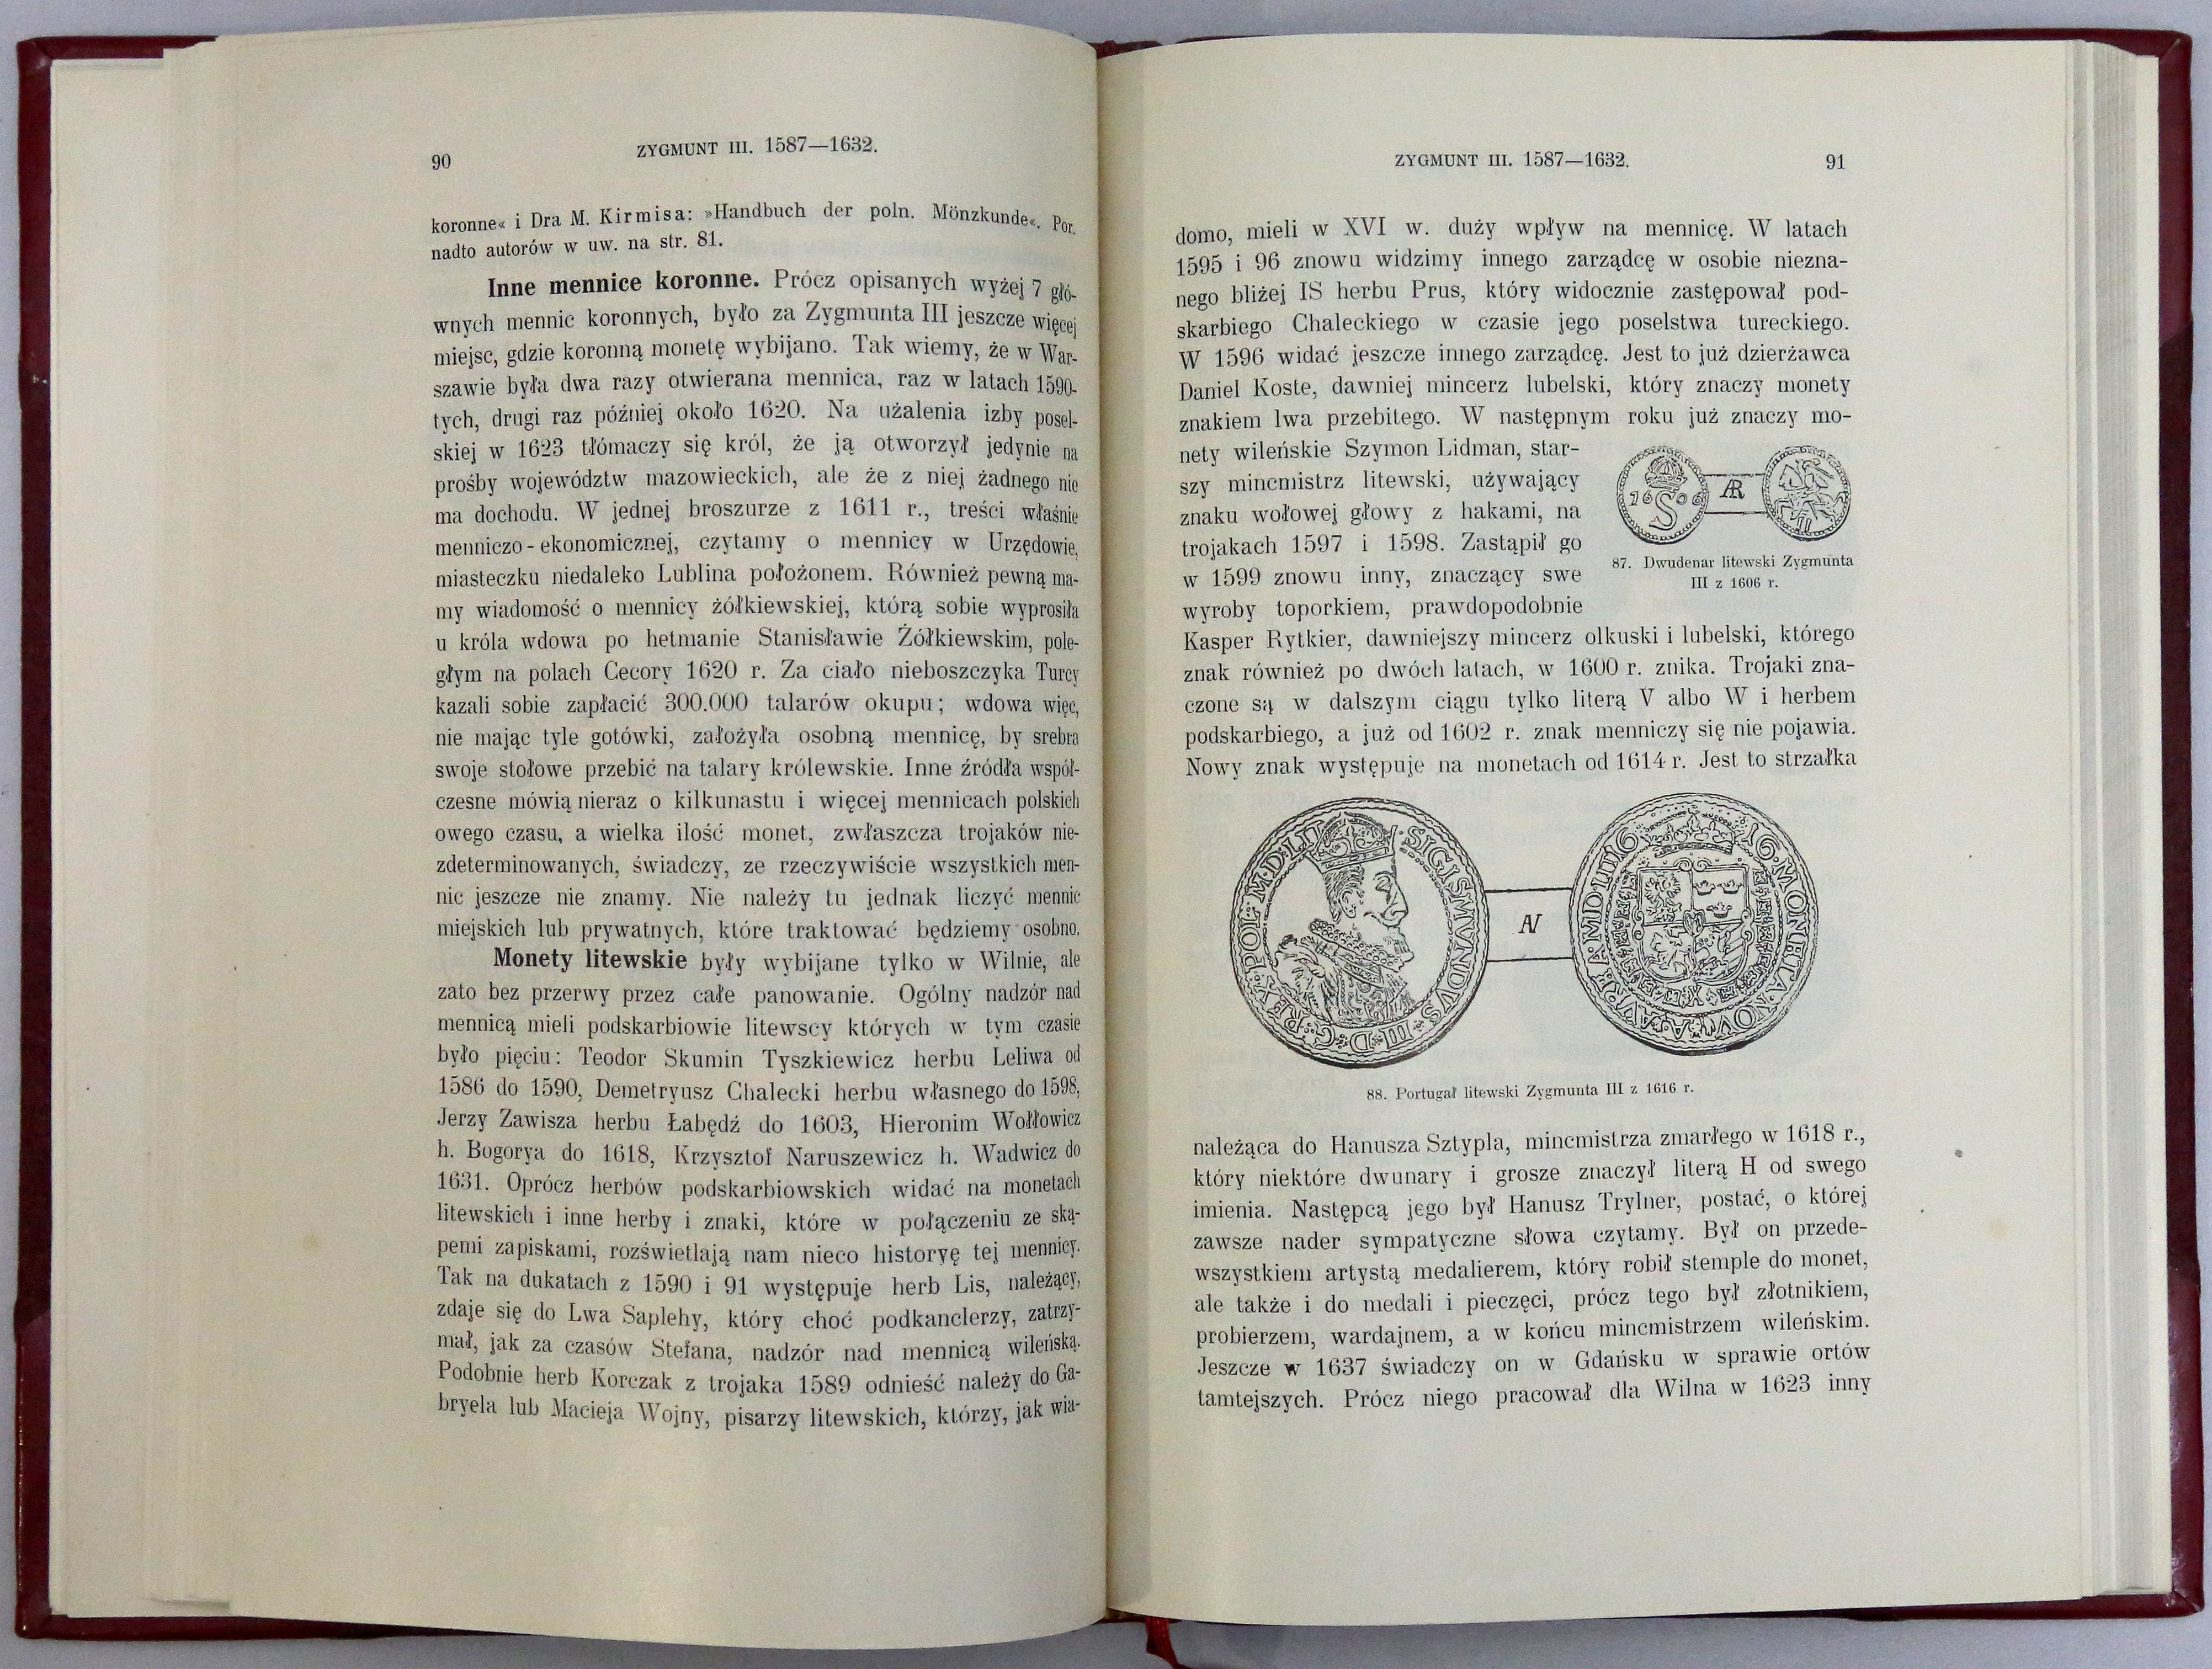 90
ZYGMUNT III. 1587—1632.
koronne« i Dra M. Kirmisa: »Handbuch der poln. Mönzkunde«. Por.
nadto autorów w uw. na str. 81.
Inne mennice koronne. Prócz opisanych wyżej 7 głó-
wnych mennic koronnych, było za Zygmunta III jeszcze więcej
miejsc, gdzie koronną monetę wybijano. Tak wiemy, że w War-
szawie była dwa razy otwierana mennica, raz w latach 1590-
tych, drugi raz później około 1620. Na użalenia izby posel-
skiej w 1623 tłómaczy się król, że ją otworzył jedynie na
prośby województw mazowieckich, ale że z niej żadnego nie
ma dochodu. W jednej broszurze z 1611 r., treści właśnie
menniczo-ekonomicznej, czytamy o mennicy w Urzędowie,
miasteczku niedaleko Lublina położonem. Również pewną ma-
my wiadomość o mennicy żółkiewskiej, którą sobie wyprosiła
u króla wdowa po hetmanie Stanisławie Żółkiewskim, pole-
głym na polach Cecory 1620 r. Za ciało nieboszczyka Turcy
kazali sobie zapłacić 300.000 talarów okupu; wdowa więc,
nie mając tyle gotówki, założyła osobną mennicę, by srebra
swoje stołowe przebić na talary królewskie. Inne źródła współ-
czesne mówią nieraz o kilkunastu i więcej mennicach polskich
owego czasu, a wielka ilość monet, zwłaszcza trojaków nie-
zdeterminowanych, świadczy, ze rzeczywiście wszystkich men-
nic jeszcze nie znamy. Nie należy tu jednak liczyć mennic
miejskich lub prywatnych, które traktować będziemy osobno.
Monety litewskie były wybijane tylko w Wilnie, ale
zato bez przerwy przez całe panowanie. Ogólny nadzór nad
mennicą mieli podskarbiowie litewscy których w tym czasie
było pięciu: Teodor Skumin Tyszkiewicz herbu Leliwa od
1586 do 1590, Demetryusz Chalecki herbu własnego do 1598,
Jerzy Zawisza herbu Łabędź do 1603, Hieronim Wołłowicz
h. Bogorya do 1618, Krzysztof Naruszewicz h. Wadwicz do
1631. Oprócz herbów podskarbiowskich widać na monetach
litewskich i inne herby i znaki, które w połączeniu ze ską-
pemi zapiskami, rozświetlają nam nieco historyę tej mennicy.
Tak na dukatach z 1590 i 91 występuje herb Lis, należący,
zdaje się do Lwa Saplehy, który choć podkanclerzy, zatrzy-
mał, jak za czasów Stefana, nadzór nad mennicą wileńską.
Podobnie herb Korczak z trojaka 1589 odnieść należy do Ga-
bryela lub Macieja Wojny, pisarzy litewskich, którzy, jak wia-
ZYGMUNT III. 1587—1632.
91
domo, mieli w XVI w. duży wpływ na mennicę. W latach
1595 i 96 znowu widzimy innego zarządcę w osobie niezna-
nego bliżej IS herbu Prus, który widocznie zastępował pod-
skarbiego Chaleckiego w czasie jego poselstwa tureckiego.
W 1596 widać jeszcze innego zarządcę. Jest to już dzierżawca
Daniel Koste, dawniej mincerz lubelski, który znaczy monety
znakiem lwa przebitego. W następnym roku już znaczy mo-
nety wileńskie Szymon Lidman, star-
szy mincmistrz litewski, używający
znaku wołowej głowy z hakami, na
trojakach 1597 i 1598. Zastąpił go
w 1599 znowu inny, znaczący swe
wyroby toporkiem, prawdopodobnie
1606
S
ÆR
II
87. Dwudenar litewski Zygmunta
III z 1606 r.
Kasper Rytkier, dawniejszy mincerz olkuski i lubelski, którego
znak również po dwóch latach, w 1600 r. znika. Trojaki zna-
czone są w dalszym ciągu tylko literą V albo W i herbem
podskarbiego, a już od 1602 r. znak menniczy się nie pojawia.
Nowy znak występuje na monetach od 1614 r. Jest to strzałka
SIGISMVNDVS III D G REX POL M D LIT
AV
16 MONETA NOVA AVREA M D LI 16
88. Portugał litewski Zygmunta III z 1616 r.
należąca do Hanusza Sztypla, mincmistrza zmarłego w 1618 r.,
który niektóre dwunary i grosze znaczył literą H od swego
imienia. Następcą jego był Hanusz Trylner, postać, o której
zawsze nader sympatyczne słowa czytamy. Był on przede-
wszystkiem artystą medalierem, który robił stemple do monet,
ale także i do medali i pieczęci, prócz tego był złotnikiem,
probierzem, wardajnem, a w końcu mincmistrzem wileńskim.
Jeszcze w 1637 świadczy on w Gdańsku w sprawie ortów
tamtejszych. Prócz niego pracował dla Wilna w 1623 inny